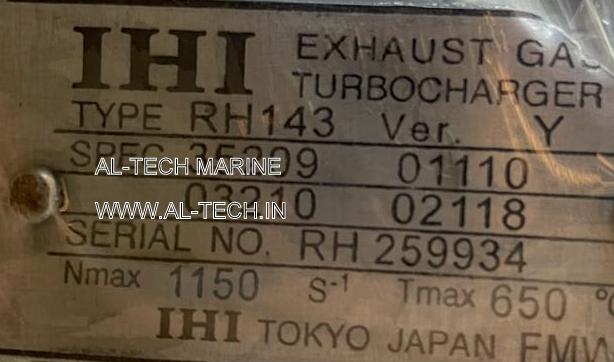 IHI EXHAUST GAS
TURBOCHARGER
TYPE RH143 Ver. Y
SPEC 35209 01110
AL-TECH MARINE
03210 02118
WWW.AL-TECH.IN
SERIAL NO. RH 259934
Nmax 1150 S-1 Tmax 650 °
IHI TOKYO JAPAN